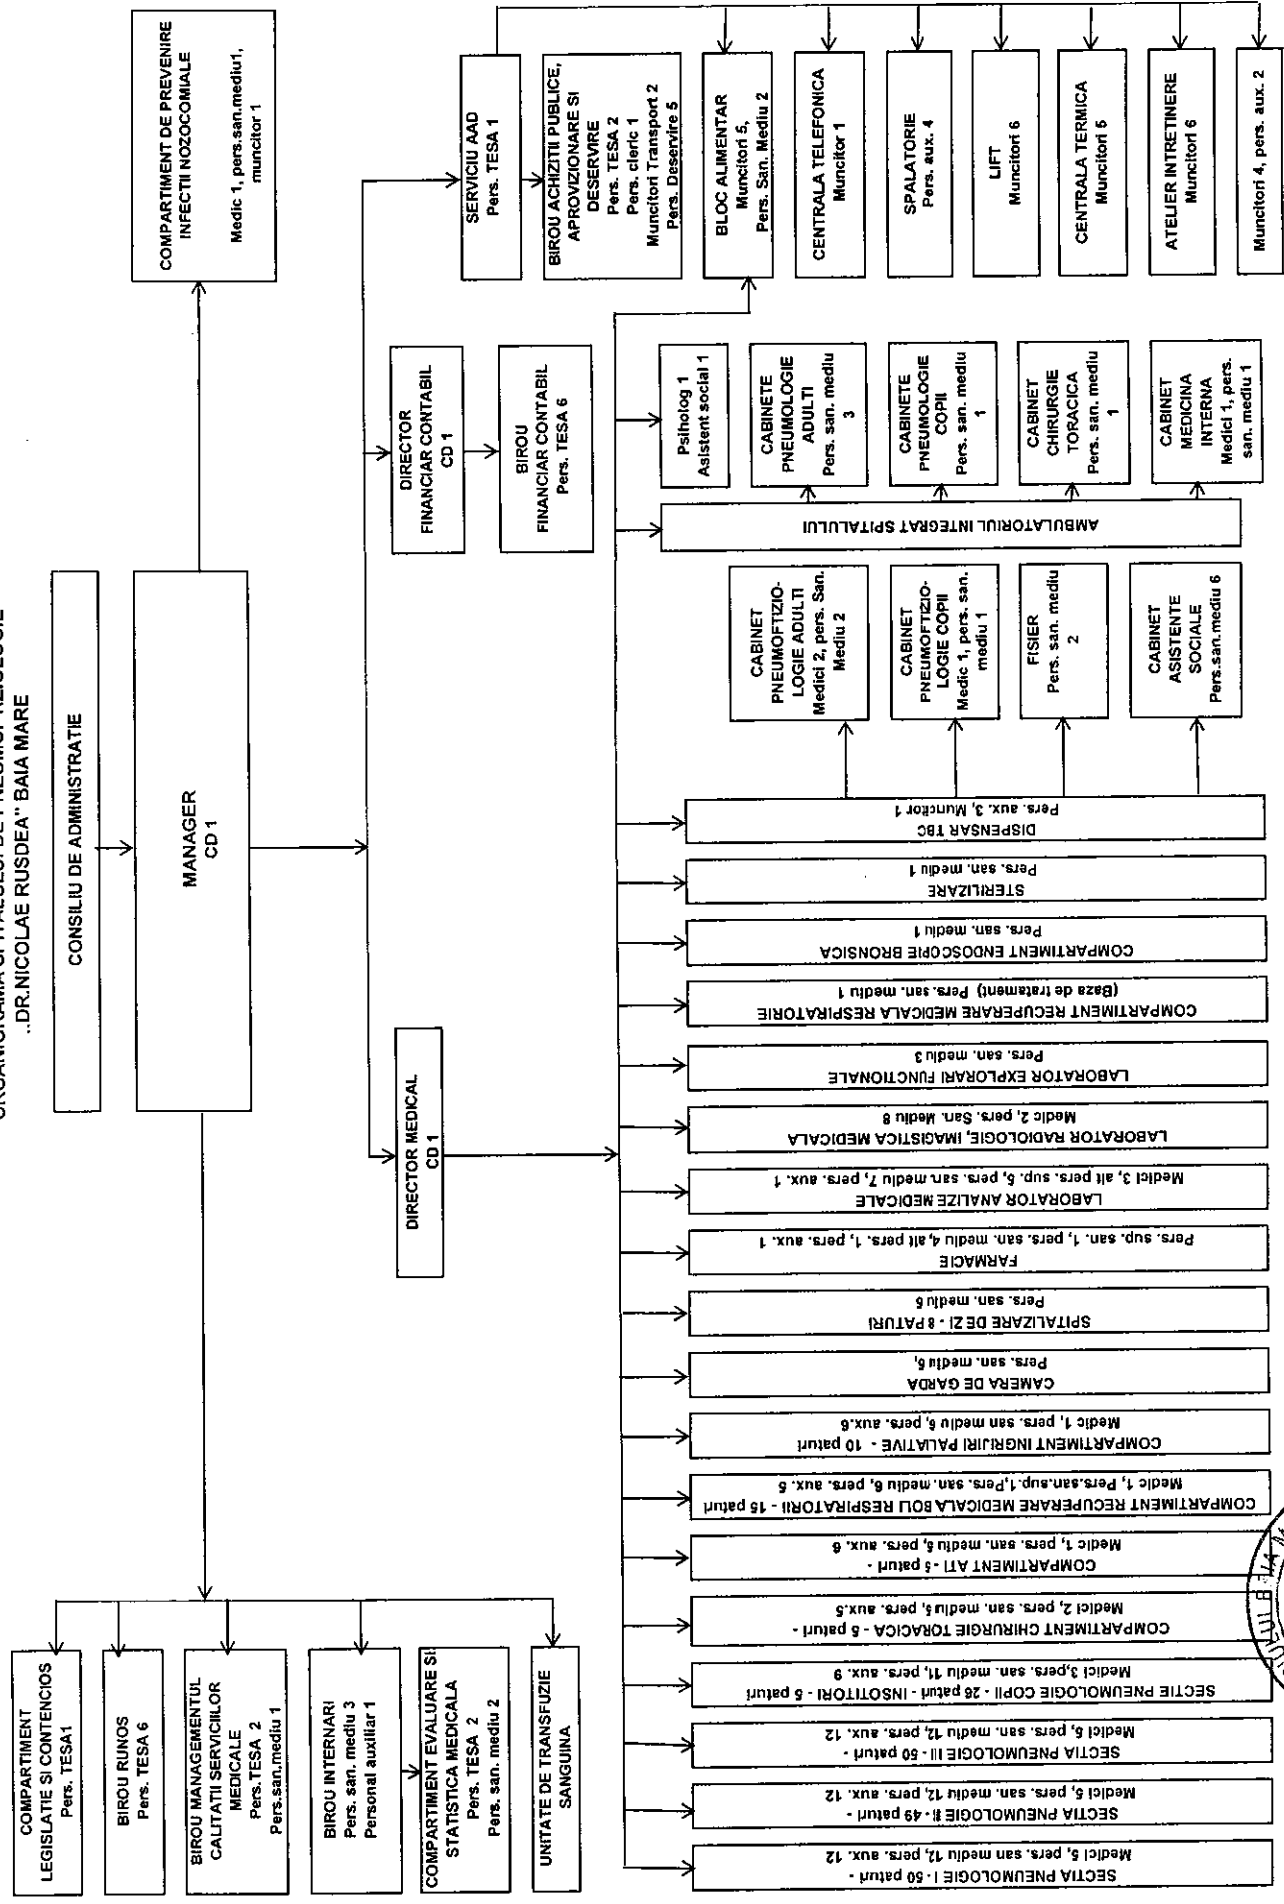 ..DR.NICOLAE RUSDEA" BAIA MARE
CONSILIU DE ADMINISTRATIE
MANAGER
CD 1
COMPARTIMENT DE PREVENIRE
INFECTII NOZOCOMIALE
Medic 1, pers.san.mediu1,
muncitor 1
COMPARTIMENT
LEGISLATIE SI CONTENCIOS
Pers. TESA1
BIROU RUNOS
Pers. TESA 6
BIROU MANAGEMENTUL
CALITATII SERVICIILOR
MEDICALE
Pers.TESA 2
Pers.san.mediu 1
BIROU INTERNARI
Pers. san. mediu 3
Personal auxiliar 1
COMPARTIMENT EVALUARE SI
STATISTICA MEDICALA
Pers. TESA 2
Pers. san. mediu 2
UNITATE DE TRANSFUZIE
SANGUINA
DIRECTOR MEDICAL
CD 1
DIRECTOR
FINANCIAR CONTABIL
CD 1
BIROU
FINANCIAR CONTABIL
Pers. TESA 6
SERVICIU AAD
Pers. TESA 1
BIROU ACHIZITII PUBLICE,
APROVIZIONARE SI
DESERVIRE
Pers. TESA 2
Pers. cleric 1
Muncitori Transport 2
Pers. Deservire 5
BLOC ALIMENTAR
Muncitori 5,
Pers. San. Mediu 2
CENTRALA TELEFONICA
Muncitor 1
SPALATORIE
Pers. aux. 4
LIFT
Muncitori 6
CENTRALA TERMICA
Muncitori 5
ATELIER INTRETINERE
Muncitori 6
Muncitori 4, pers. aux. 2
SECTIA PNEUMOLOGIE I - 50 paturi -
Medici 5, pers. san mediu 12, pers. aux. 12
SECTIA PNEUMOLOGIE II - 49 paturi -
Medici 5, pers. san. mediu 12, pers. aux. 12
SECTIA PNEUMOLOGIE III - 50 paturi -
Medici 5, pers. san. mediu 12, pers. aux. 12
SECTIE PNEUMOLOGIE COPII - 26 paturi - INSOTITORI - 5 paturi
Medici 3,pers. san. mediu 11, pers. aux. 9
COMPARTIMENT CHIRURGIE TORACICA - 5 paturi -
Medici 2, pers. san. mediu 5, pers. aux.5
COMPARTIMENT ATI - 5 paturi -
Medic 1, pers. san. mediu 5, pers. aux. 6
COMPARTIMENT RECUPERARE MEDICALA BOLI RESPIRATORII - 15 paturi
Medic 1, Pers.san.sup.1,Pers. san. mediu 6, pers. aux. 5
COMPARTIMENT INGRIJIRI PALIATIVE - 10 paturi
Medic 1, pers. san mediu 5, pers. aux.6
CAMERA DE GARDA
Pers. san. mediu 5,
SPITALIZARE DE ZI - 8 PATURI
Pers. san. mediu 5
FARMACIE
Pers. sup. san. 1, pers. san. mediu 4, alt pers. 1, pers. aux. 1
LABORATOR ANALIZE MEDICALE
Medici 3, alt pers. sup. 5, pers. san. mediu 7, pers. aux. 1
LABORATOR RADIOLOGIE, IMAGISTICA MEDICALA
Medic 2, pers. San. Mediu 8
LABORATOR EXPLORARI FUNCTIONALE
Pers. san. mediu 3
COMPARTIMENT RECUPERARE MEDICALA RESPIRATORIE
(Baza de tratament) Pers. san. mediu 1
COMPARTIMENT ENDOSCOPIE BRONSICA
Pers. san. mediu 1
STERILIZARE
Pers. san. mediu 1
DISPENSAR TBC
Pers. aux. 3, Muncitor 1
CABINET
PNEUMOFTIZIO-
LOGIE ADULTI
Medici 2, pers. San.
Mediu 2
CABINET
PNEUMOFTIZIO-
LOGIE COPII
Medic 1, pers. san.
mediu 1
FISIER
Pers. san. mediu
2
CABINET
ASISTENTE
SOCIALE
Pers.san.mediu 6
AMBULATORIUL INTEGRAT SPITALULUI
Psiholog 1
Asistent social 1
CABINETE
PNEUMOLOGIE
ADULTI
Pers. san. mediu
3
CABINETE
PNEUMOLOGIE
COPII
Pers. san. mediu
1
CABINET
CHIRURGIE
TORACICA
Pers. san. mediu
1
CABINET
MEDICINA
INTERNA
Medici 1, pers.
san. mediu 1